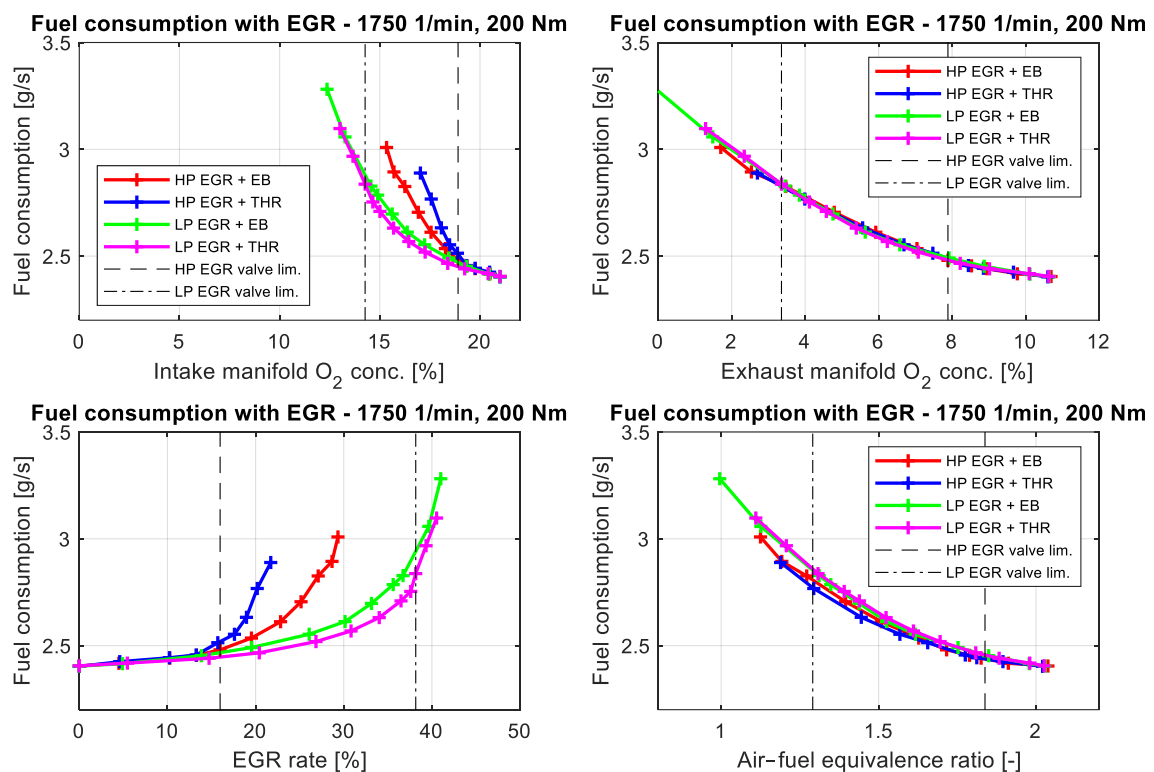 Fuel consumption with EGR - 1750 1/min, 200 Nm
3.5
3
2.5
Fuel consumption [g/s]
HP EGR + EB
HP EGR + THR
LP EGR + EB
LP EGR + THR
HP EGR valve lim.
LP EGR valve lim.
0 5 10 15 20
Intake manifold O2 conc. [%]
Fuel consumption with EGR - 1750 1/min, 200 Nm
3.5
3
2.5
Fuel consumption [g/s]
HP EGR + EB
HP EGR + THR
LP EGR + EB
LP EGR + THR
HP EGR valve lim.
LP EGR valve lim.
0 2 4 6 8 10 12
Exhaust manifold O2 conc. [%]
Fuel consumption with EGR - 1750 1/min, 200 Nm
3.5
3
2.5
Fuel consumption [g/s]
0 10 20 30 40 50
EGR rate [%]
Fuel consumption with EGR - 1750 1/min, 200 Nm
3.5
3
2.5
Fuel consumption [g/s]
HP EGR + EB
HP EGR + THR
LP EGR + EB
LP EGR + THR
HP EGR valve lim.
LP EGR valve lim.
1 1.5 2
Air-fuel equivalence ratio [-]